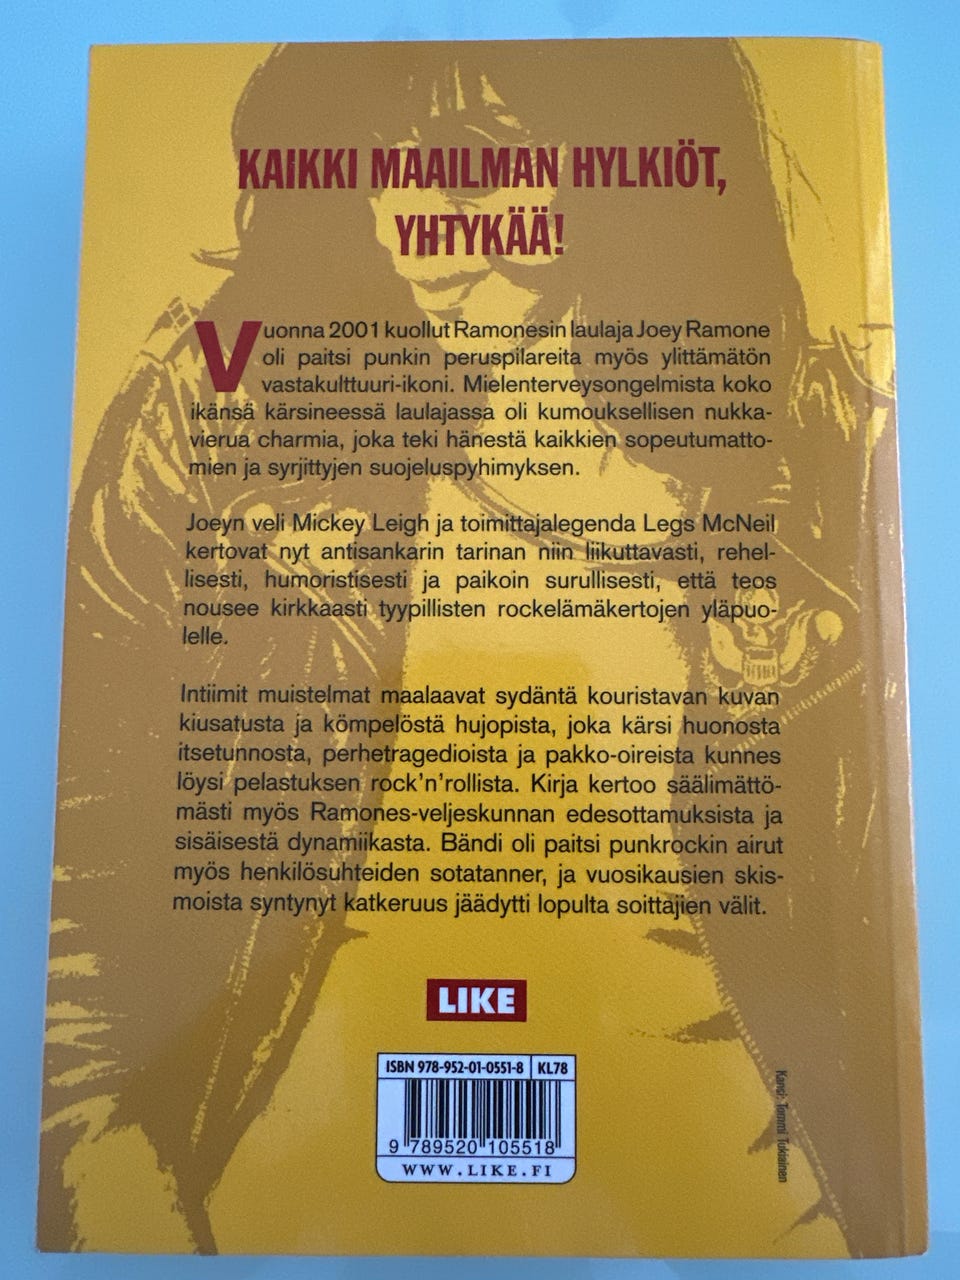 KAIKKI MAAILMAN HYLKIÖT,
YHTYKÄÄ!
Vuonna 2001 kuollut Ramonesin laulaja Joey Ramone
oli paitsi punkin peruspilareita myös ylittämätön
vastakulttuuri-ikoni. Mielenterveysongelmista koko
ikänsä kärsineessä laulajassa oli kumouksellisen nukka-
vierua charmia, joka teki hänestä kaikkien sopeutumatto-
mien ja syrjittyjen suojeluspyhimyksen.
Joeyn veli Mickey Leigh ja toimittajalegenda Legs McNeil
kertovat nyt antisankarin tarinan niin liikuttavasti, rehel-
lisesti, humoristisesti ja paikoin surullisesti, että teos
nousee kirkkaasti tyypillisten rockelämäkertojen yläpuo-
lelle.
Intiimit muistelmat maalaavat sydäntä kouristavan kuvan
kiusatusta ja kömpelöstä hujopista, joka kärsi huonosta
itsetunnosta, perhetragedioista ja pakko-oireista kunnes
löysi pelastuksen rock'n'rollista. Kirja kertoo säälimättö-
mästi myös Ramones-veljeskunnan edesottamuksista ja
sisäisestä dynamiikasta. Bändi oli paitsi punkrockin airut
myös henkilösuhteiden sotatanner, ja vuosikausien skis-
moista syntynyt katkeruus jäädytti lopulta soittajien välit.
LIKE
ISBN 978-952-01-0551-8 KL78
9 789520 105518
WWW.LIKE.FI
Kansi: Tommi Tukiainen